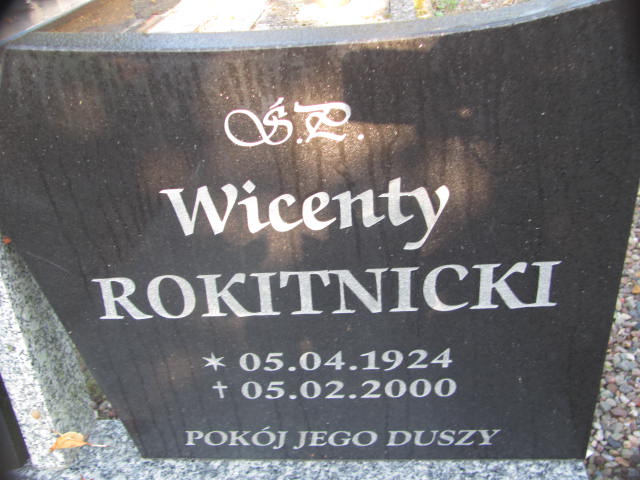 Ś.P.
Wicenty
ROKITNICKI
✶ 05.04.1924
† 05.02.2000
POKÓJ JEGO DUSZY